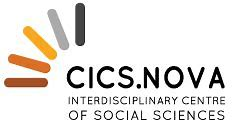 CICS.NOVA
INTERDISCIPLINARY CENTRE
OF SOCIAL SCIENCES